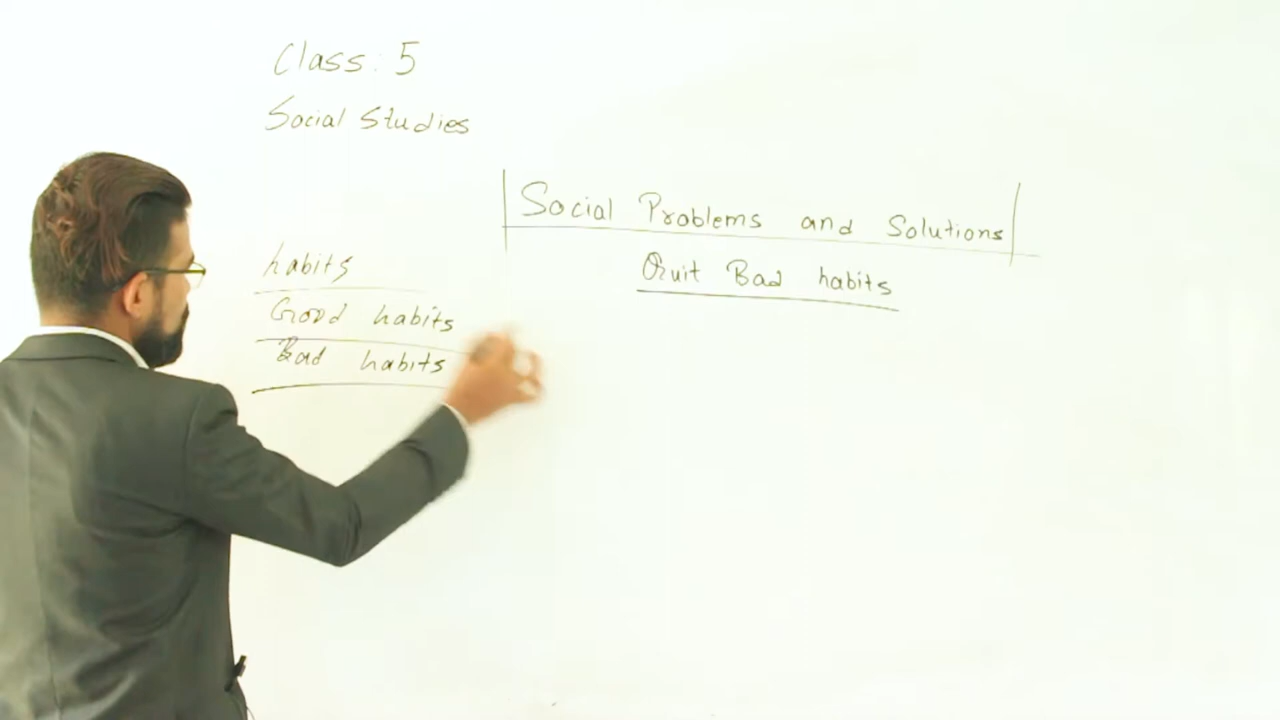 Class: 5
Social Studies
Social Problems and Solutions
Quit Bad habits
habits
Good habits
Bad habits